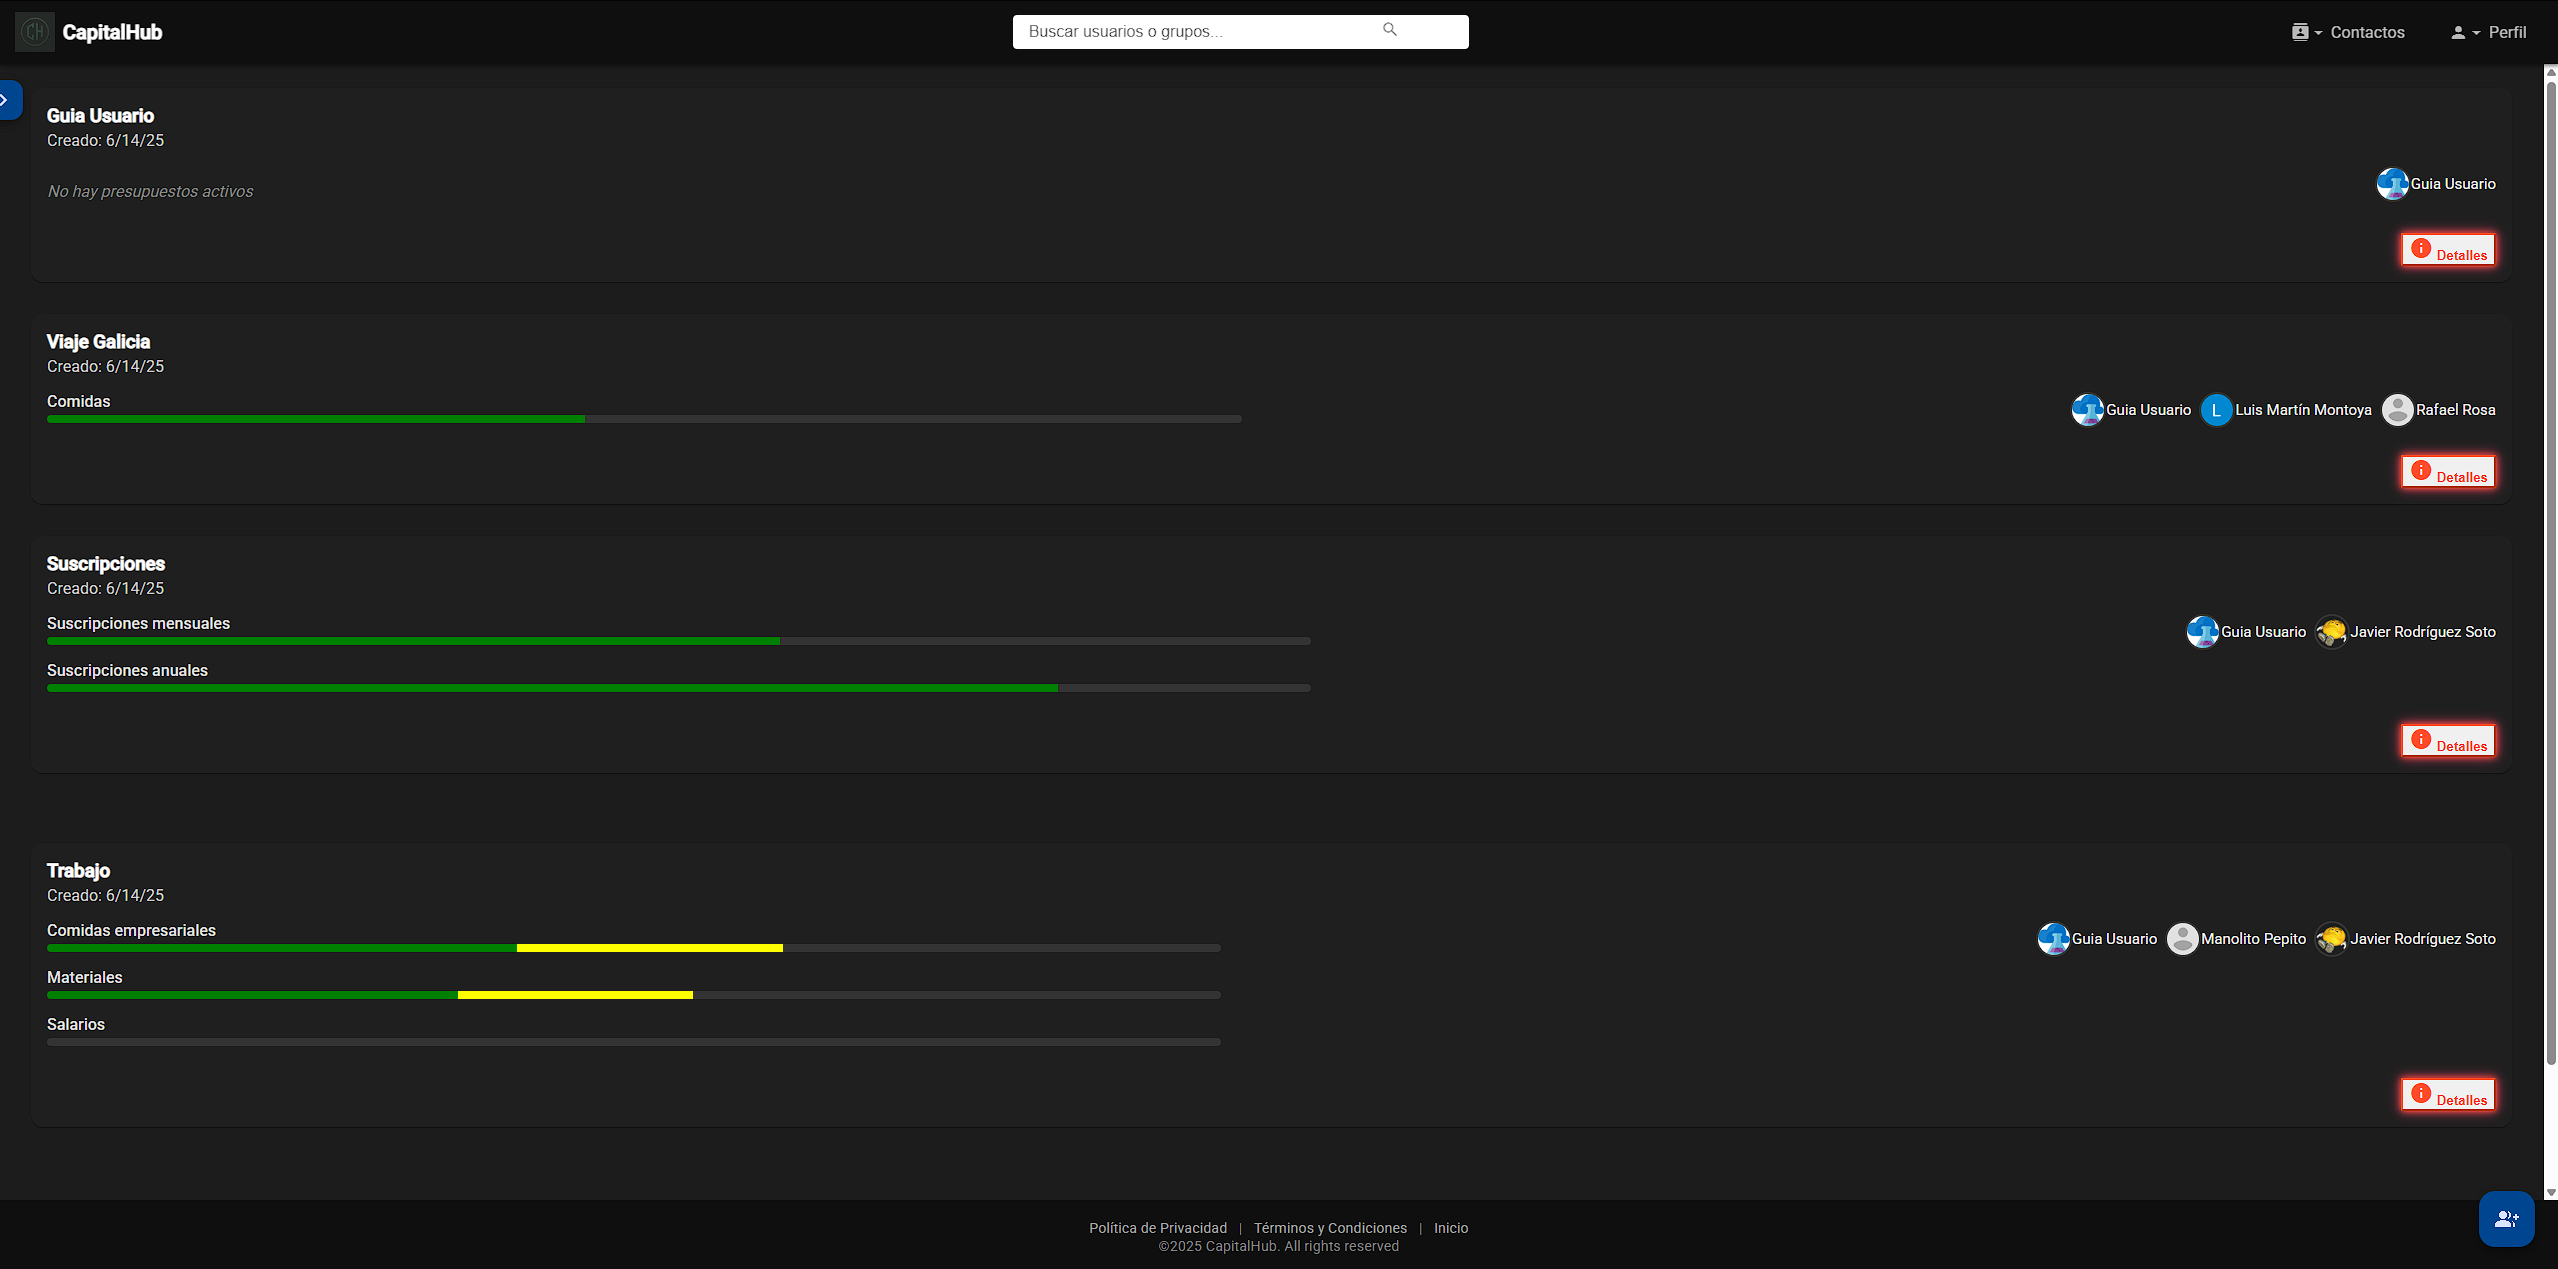 CH CapitalHub
Buscar usuarios o grupos...
Contactos
Perfil
Guia Usuario
Creado: 6/14/25
No hay presupuestos activos
Guia Usuario
Detalles
Viaje Galicia
Creado: 6/14/25
Comidas
Guia Usuario L Luis Martín Montoya Rafael Rosa
Detalles
Suscripciones
Creado: 6/14/25
Suscripciones mensuales
Guia Usuario Javier Rodríguez Soto
Suscripciones anuales
Detalles
Trabajo
Creado: 6/14/25
Comidas empresariales
Guia Usuario Manolito Pepito Javier Rodríguez Soto
Materiales
Salarios
Detalles
Política de Privacidad | Términos y Condiciones | Inicio
©2025 CapitalHub. All rights reserved